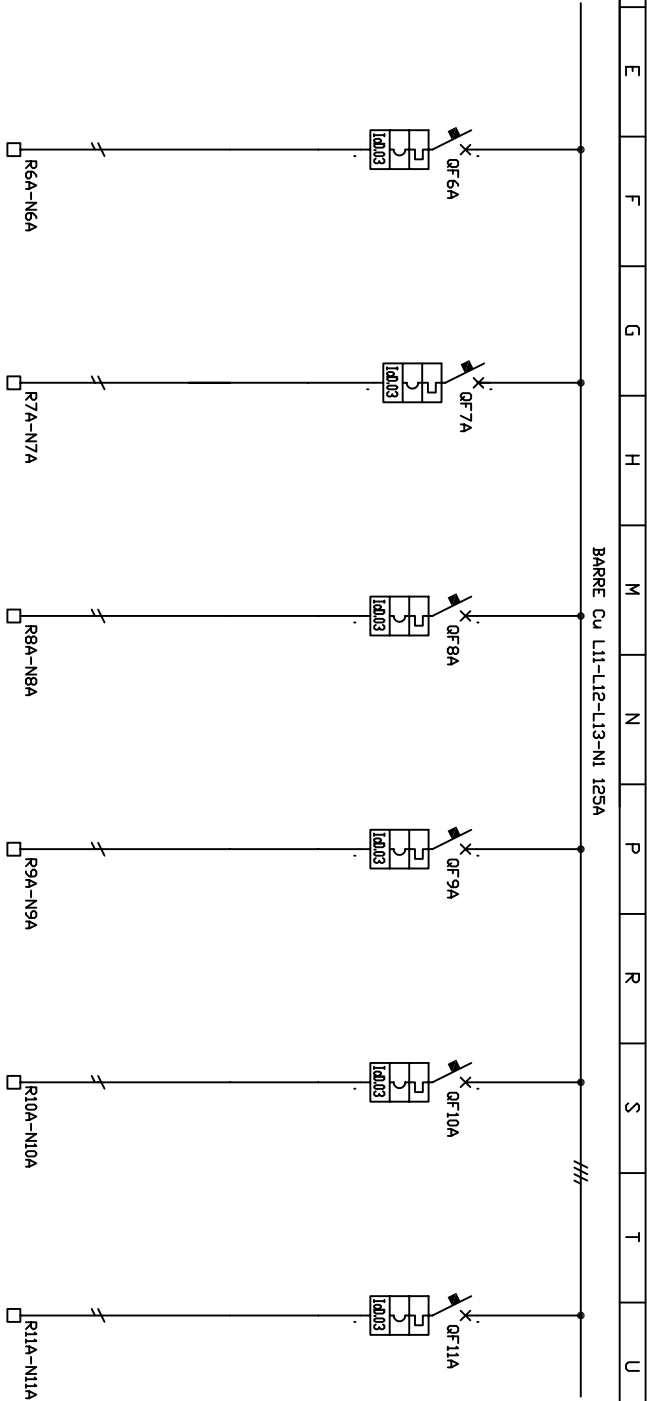 E F G H M N P R S T U
BARRE Cu L11-L12-L13-N1 125A
QF6A
QF7A
QF8A
QF9A
QF10A
QF11A
Id0.03
Id0.03
Id0.03
Id0.03
Id0.03
Id0.03
R6A-N6A
R7A-N7A
R8A-N8A
R9A-N9A
R10A-N10A
R11A-N11A